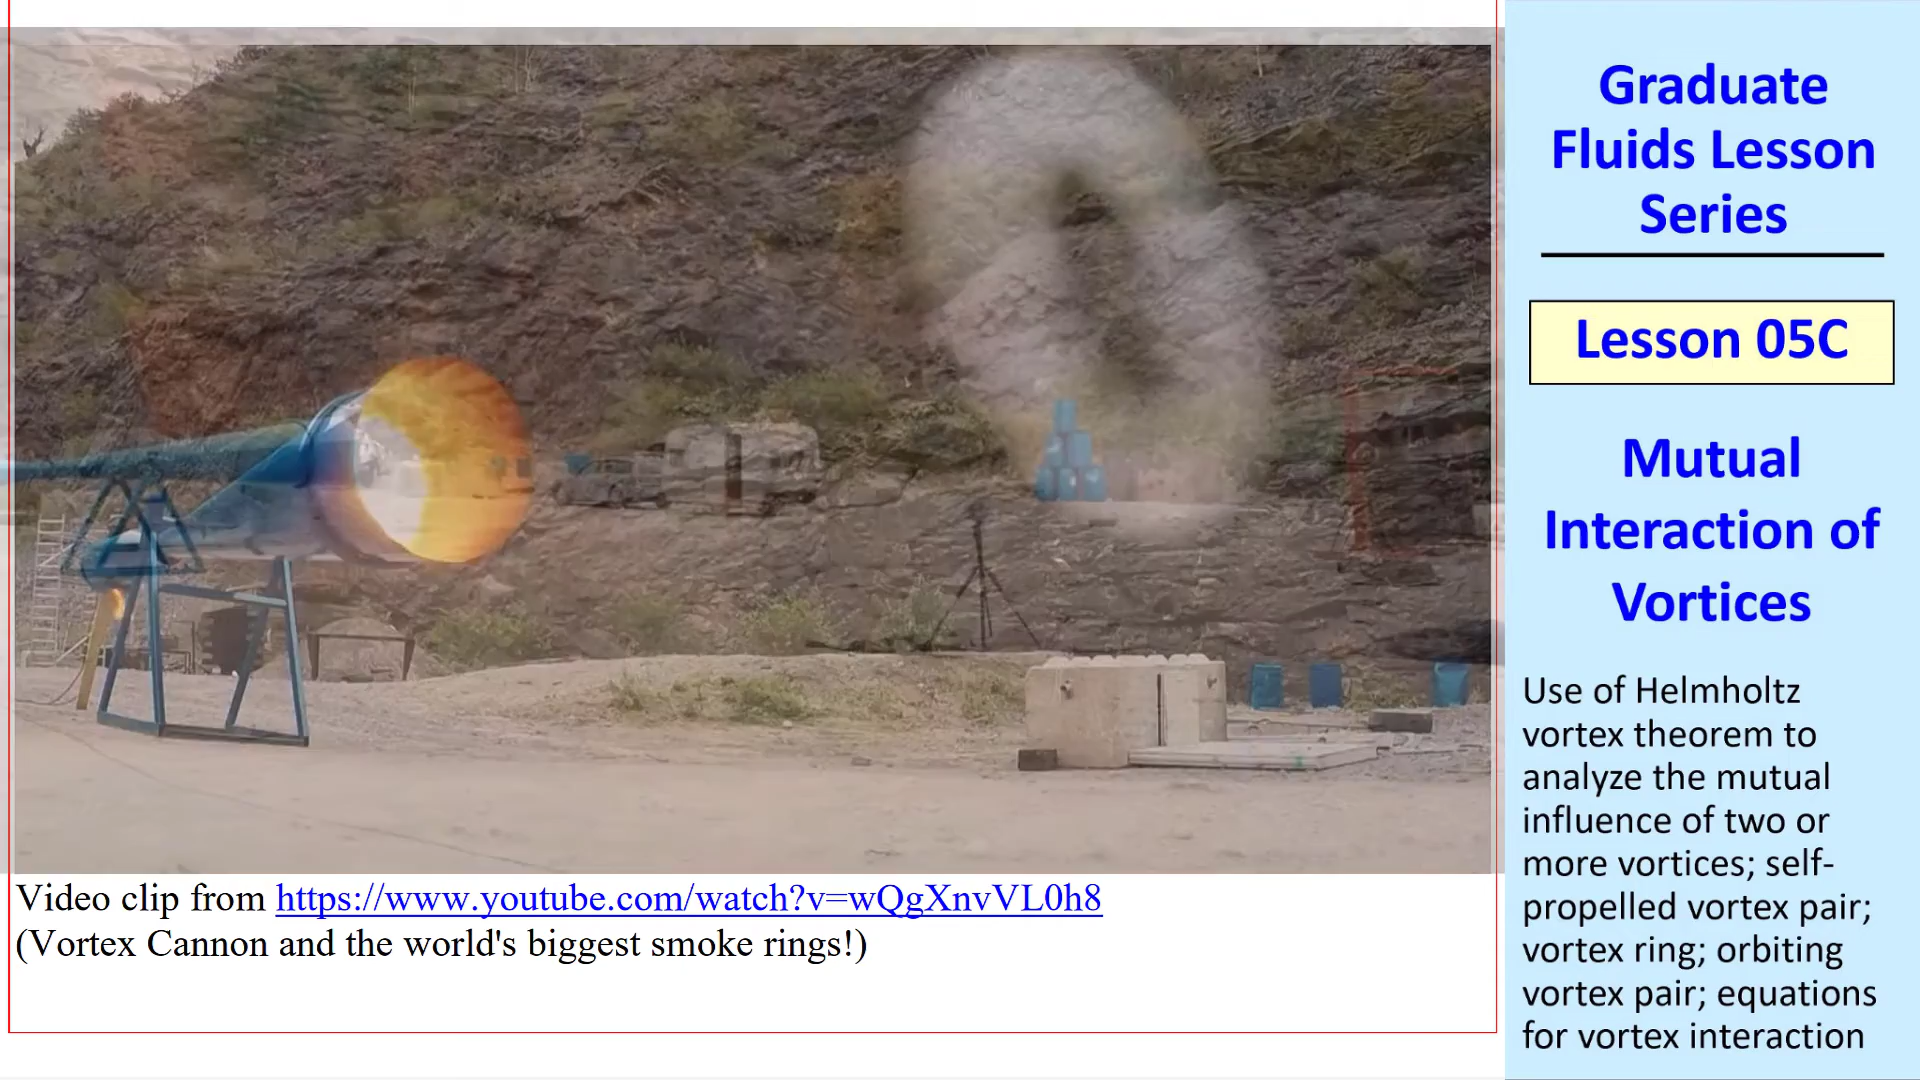 Graduate
Fluids Lesson
Series
Lesson 05C
Mutual
Interaction of
Vortices
Use of Helmholtz
vortex theorem to
analyze the mutual
influence of two or
more vortices; self-
propelled vortex pair;
vortex ring; orbiting
vortex pair; equations
for vortex interaction
Video clip from https://www.youtube.com/watch?v=wQgXnvVL0h8
(Vortex Cannon and the world's biggest smoke rings!)